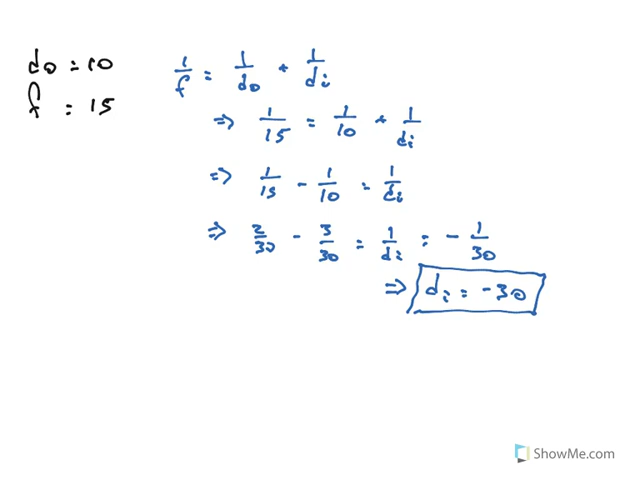 do = 10
f = 15
1/f = 1/do + 1/di
⇒ 1/15 = 1/10 + 1/di
⇒ 1/15 - 1/10 = 1/di
⇒ 2/30 - 3/30 = 1/di = - 1/30
⇒ di = -30
ShowMe.com